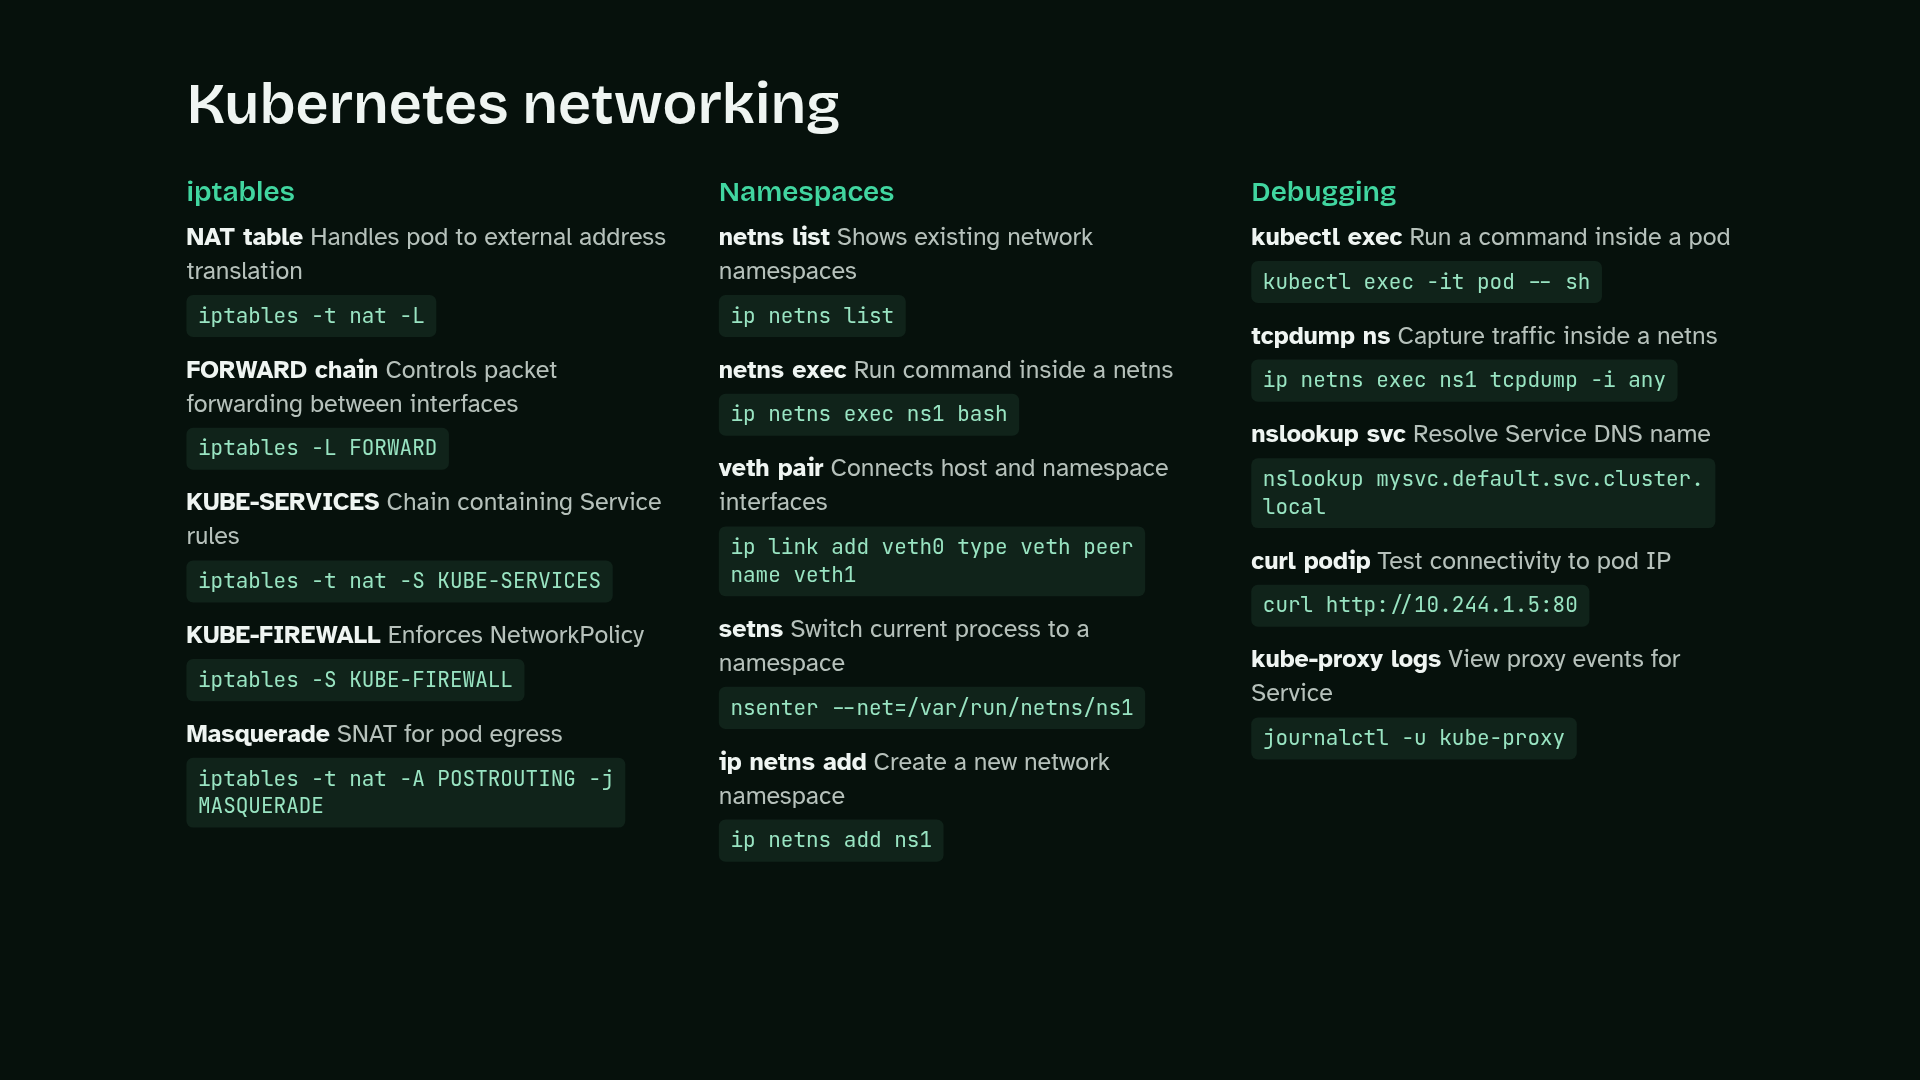 Kubernetes networking
iptables
NAT table Handles pod to external address
translation
iptables -t nat -L
FORWARD chain Controls packet
forwarding between interfaces
iptables -L FORWARD
KUBE-SERVICES Chain containing Service
rules
iptables -t nat -S KUBE-SERVICES
KUBE-FIREWALL Enforces NetworkPolicy
iptables -S KUBE-FIREWALL
Masquerade SNAT for pod egress
iptables -t nat -A POSTROUTING -j
MASQUERADE
Namespaces
netns list Shows existing network
namespaces
ip netns list
netns exec Run command inside a netns
ip netns exec ns1 bash
veth pair Connects host and namespace
interfaces
ip link add veth0 type veth peer
name veth1
setns Switch current process to a
namespace
nsenter --net=/var/run/netns/ns1
ip netns add Create a new network
namespace
ip netns add ns1
Debugging
kubectl exec Run a command inside a pod
kubectl exec -it pod -- sh
tcpdump ns Capture traffic inside a netns
ip netns exec ns1 tcpdump -i any
nslookup svc Resolve Service DNS name
nslookup mysvc.default.svc.cluster.
local
curl podip Test connectivity to pod IP
curl http://10.244.1.5:80
kube-proxy logs View proxy events for
Service
journalctl -u kube-proxy